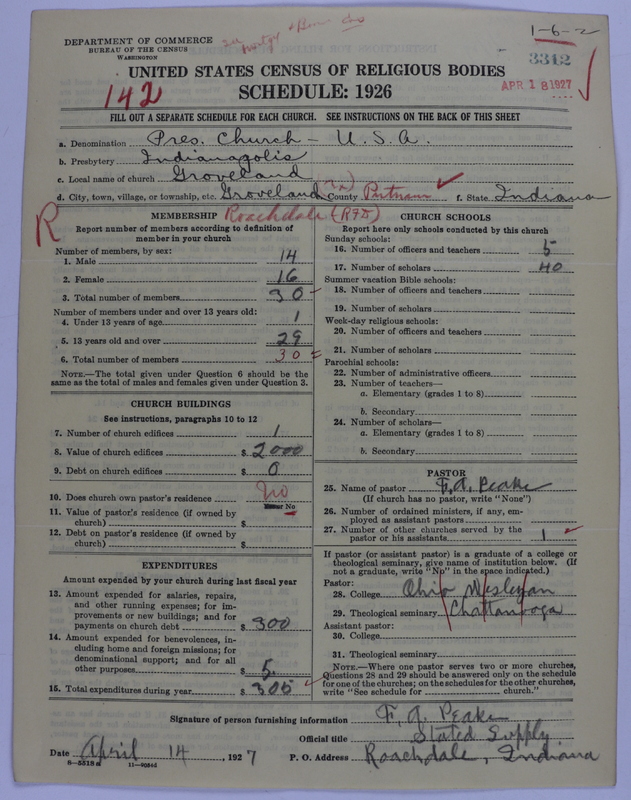 DEPARTMENT OF COMMERCE
BUREAU OF THE CENSUS
WASHINGTON
1-6-2
3342
APR 18 1927
UNITED STATES CENSUS OF RELIGIOUS BODIES
142
SCHEDULE: 1926
FILL OUT A SEPARATE SCHEDULE FOR EACH CHURCH. SEE INSTRUCTIONS ON THE BACK OF THIS SHEET
a. Denomination Pres. Church - U.S.A.
b. Presbytery Indianapolis
c. Local name of church Groveland
d. City, town, village, or township, etc. Groveland County Putnam f. State Indiana
R
MEMBERSHIP Roachdale (RFD)
Report number of members according to definition of member in your church
Number of members, by sex:
1. Male 14
2. Female 16
3. Total number of members 30
Number of members under and over 13 years old:
4. Under 13 years of age 1
5. 13 years old and over 29
6. Total number of members 30
NOTE.—The total given under Question 6 should be the same as the total of males and females given under Question 3.
CHURCH BUILDINGS
See instructions, paragraphs 10 to 12
7. Number of church edifices 1
8. Value of church edifices $ 2000
9. Debt on church edifices $ 0
10. Does church own pastor's residence No
11. Value of pastor's residence (if owned by church) $
12. Debt on pastor's residence (if owned by church) $
EXPENDITURES
Amount expended by your church during last fiscal year
13. Amount expended for salaries, repairs, and other running expenses; for improvements or new buildings; and for payments on church debt $ 300
14. Amount expended for benevolences, including home and foreign missions; for denominational support; and for all other purposes $ 5.
15. Total expenditures during year $ 305
CHURCH SCHOOLS
Report here only schools conducted by this church
Sunday schools:
16. Number of officers and teachers 5
17. Number of scholars 40
Summer vacation Bible schools:
18. Number of officers and teachers
19. Number of scholars
Week-day religious schools:
20. Number of officers and teachers
21. Number of scholars
Parochial schools:
22. Number of administrative officers
23. Number of teachers—
a. Elementary (grades 1 to 8)
b. Secondary
24. Number of scholars—
a. Elementary (grades 1 to 8)
b. Secondary
PASTOR
25. Name of pastor F. A. Peake
(If church has no pastor, write "None")
26. Number of ordained ministers, if any, employed as assistant pastors
27. Number of other churches served by the pastor or his assistants 1
If pastor (or assistant pastor) is a graduate of a college or theological seminary, give name of institution below. (If not a graduate, write "No" in the space indicated.)
Pastor:
28. College Ohio Wesleyan
29. Theological seminary Chattanooga
Assistant pastor:
30. College
31. Theological seminary
NOTE.—Where one pastor serves two or more churches, Questions 28 and 29 should be answered only on the schedule for one of the churches; on the schedules for the other churches, write "See schedule for church."
Signature of person furnishing information F. A. Peake
Official title Stated Supply
Date April 14, 1927 P. O. Address Roachdale, Indiana